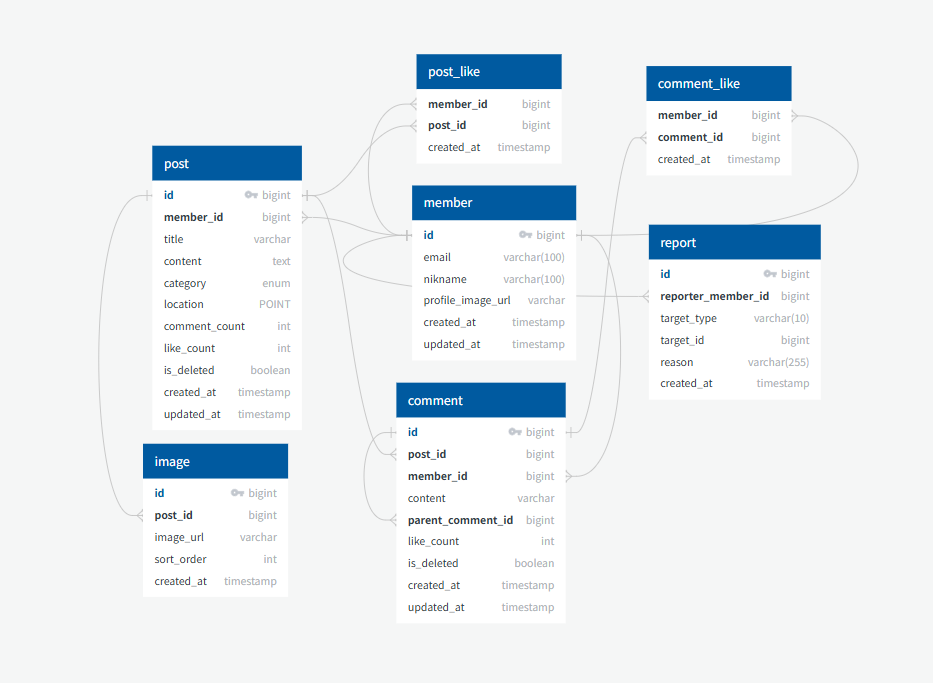 post_like
member_id bigint
post_id bigint
created_at timestamp
comment_like
member_id bigint
comment_id bigint
created_at timestamp
post
id bigint
member_id bigint
title varchar
content text
category enum
location POINT
comment_count int
like_count int
is_deleted boolean
created_at timestamp
updated_at timestamp
member
id bigint
email varchar(100)
nikname varchar(100)
profile_image_url varchar
created_at timestamp
updated_at timestamp
report
id bigint
reporter_member_id bigint
target_type varchar(10)
target_id bigint
reason varchar(255)
created_at timestamp
comment
id bigint
post_id bigint
member_id bigint
content varchar
parent_comment_id bigint
like_count int
is_deleted boolean
created_at timestamp
updated_at timestamp
image
id bigint
post_id bigint
image_url varchar
sort_order int
created_at timestamp